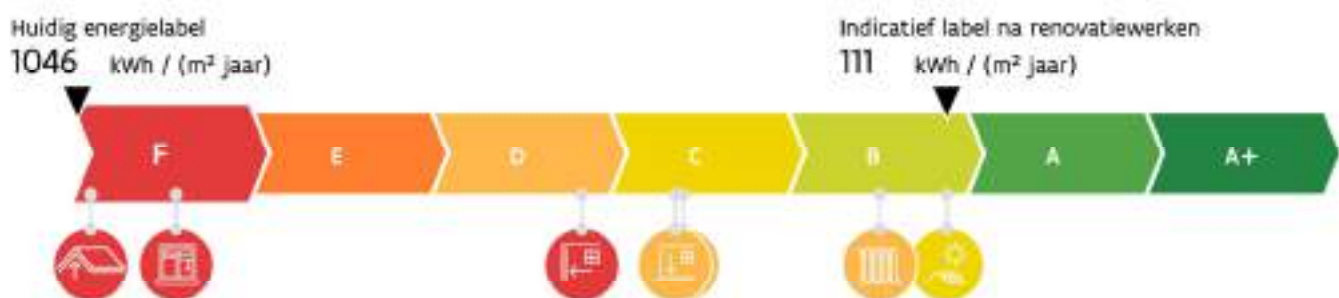 Huidig energielabel
1046 kWh / (m² jaar)
Indicatief label na renovatiewerken
111 kWh / (m² jaar)
F E D C B A A+